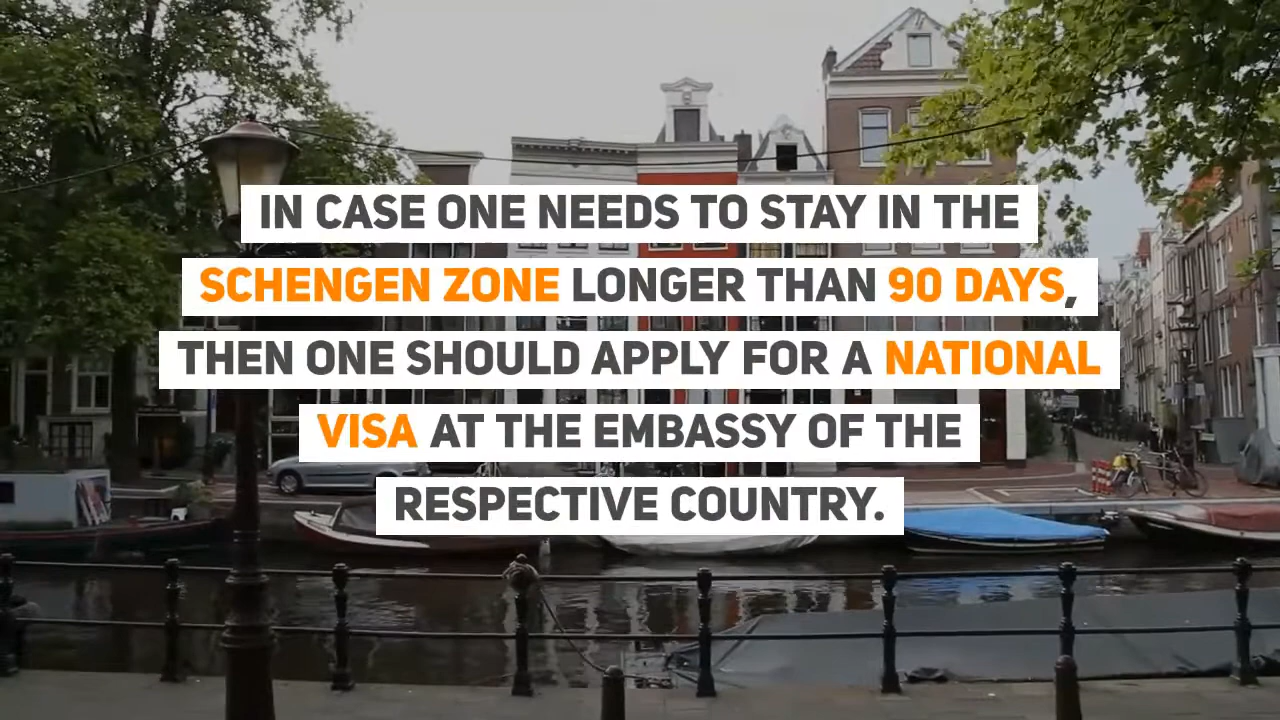 IN CASE ONE NEEDS TO STAY IN THE
SCHENGEN ZONE LONGER THAN 90 DAYS,
THEN ONE SHOULD APPLY FOR A NATIONAL
VISA AT THE EMBASSY OF THE
RESPECTIVE COUNTRY.